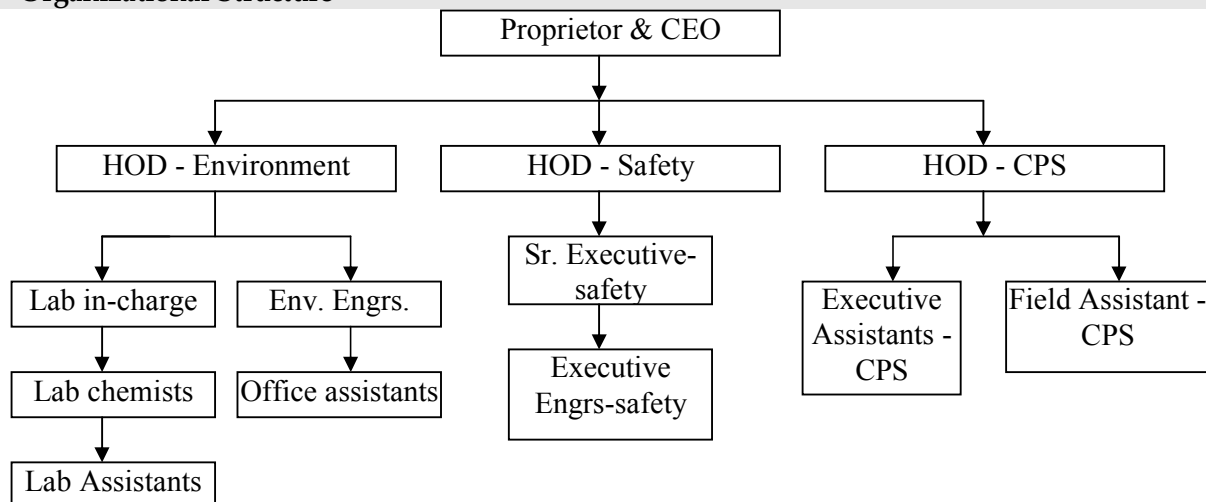 Organizational Structure
Proprietor & CEO
HOD - Environment
HOD - Safety
HOD - CPS
Lab in-charge
Env. Engrs.
Sr. Executive-
safety
Executive
Assistants -
CPS
Field Assistant -
CPS
Lab chemists
Office assistants
Executive
Engrs-safety
Lab Assistants